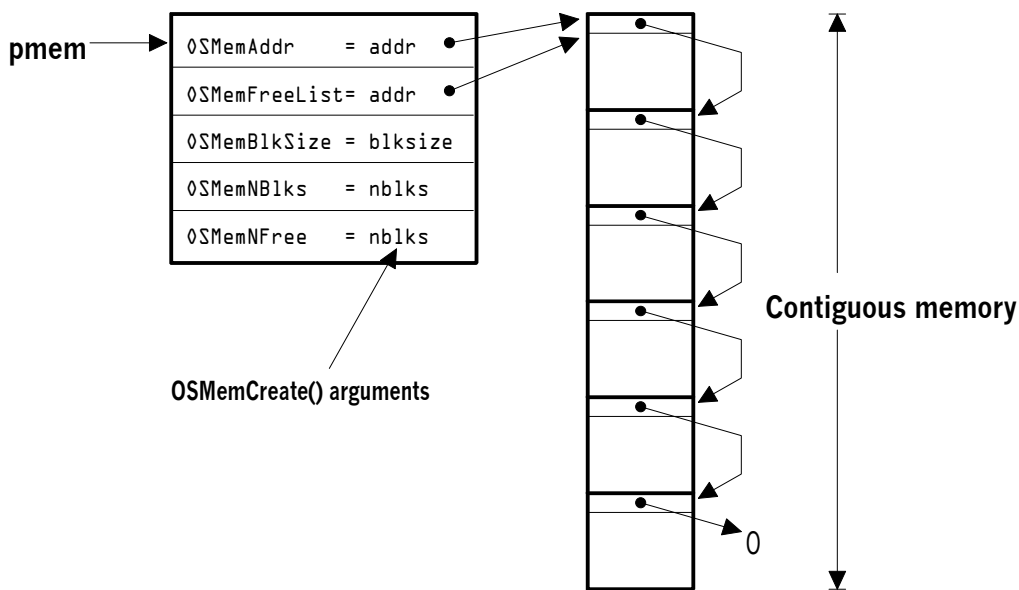 pmem
OSMemAddr = addr
OSMemFreeList= addr
OSMemBlkSize = blksize
OSMemNBlks = nblks
OSMemNFree = nblks
OSMemCreate() arguments
Contiguous memory
0